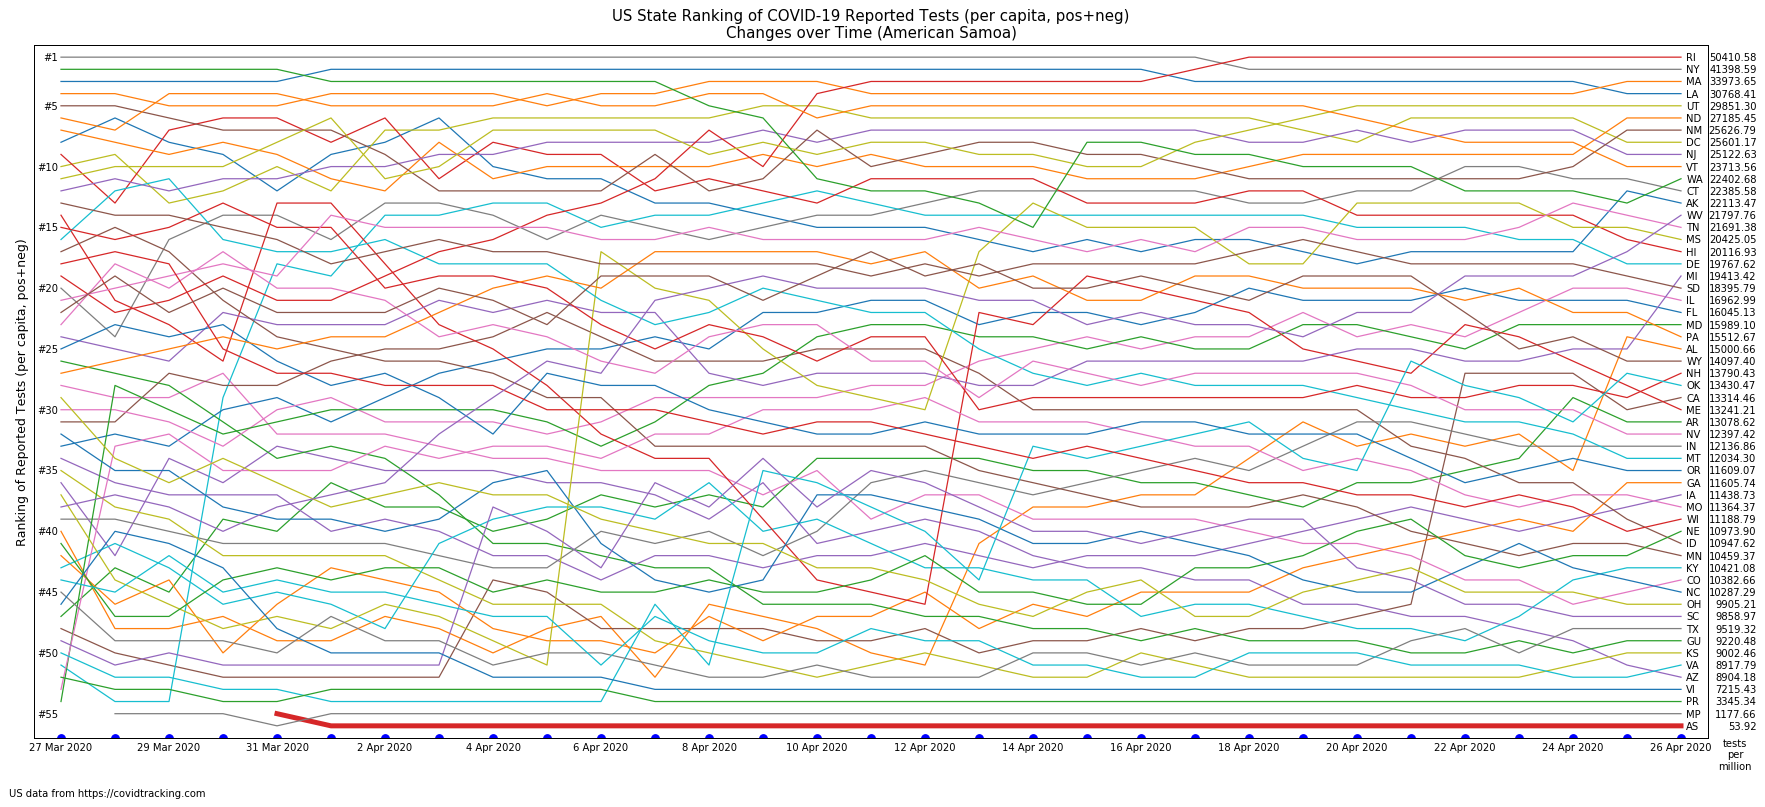 US State Ranking of COVID-19 Reported Tests (per capita, pos+neg)
Changes over Time (American Samoa)
Ranking of Reported Tests (per capita, pos+neg)
#1
#5
#10
#15
#20
#25
#30
#35
#40
#45
#50
#55
RI 50410.58
NY 41398.59
MA 33973.65
LA 30768.41
UT 29851.30
ND 27185.45
NM 25626.79
DC 25601.17
NJ 25122.63
VT 23713.56
WA 22402.68
CT 22385.58
AK 22113.47
WV 21797.76
TN 21691.38
MS 20425.05
HI 20116.93
DE 19767.62
MI 19413.42
SD 18395.79
IL 16962.99
FL 16045.13
MD 15989.10
PA 15512.67
AL 15000.66
WY 14097.40
NH 13790.43
OK 13430.47
CA 13314.46
ME 13241.21
AR 13078.62
NV 12397.42
IN 12136.86
MT 12034.30
OR 11609.07
GA 11605.74
IA 11438.73
MO 11364.37
WI 11188.79
NE 10973.90
ID 10947.62
MN 10459.37
KY 10421.08
CO 10382.66
NC 10287.29
OH 9905.21
SC 9858.97
TX 9519.32
GU 9220.48
KS 9002.46
VA 8917.79
AZ 8904.18
VI 7215.43
PR 3345.34
MP 1177.66
AS 53.92
27 Mar 2020 29 Mar 2020 31 Mar 2020 2 Apr 2020 4 Apr 2020 6 Apr 2020 8 Apr 2020 10 Apr 2020 12 Apr 2020 14 Apr 2020 16 Apr 2020 18 Apr 2020 20 Apr 2020 22 Apr 2020 24 Apr 2020 26 Apr 2020
tests
per
million
US data from https://covidtracking.com